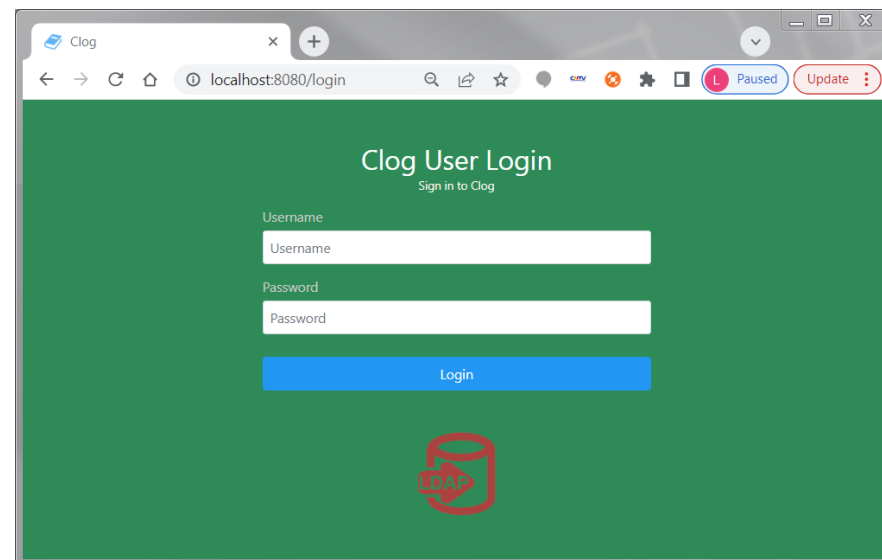 Clog
localhost:8080/login
L Paused Update
Clog User Login
Sign in to Clog
Username
Username
Password
Password
Login
LDAP